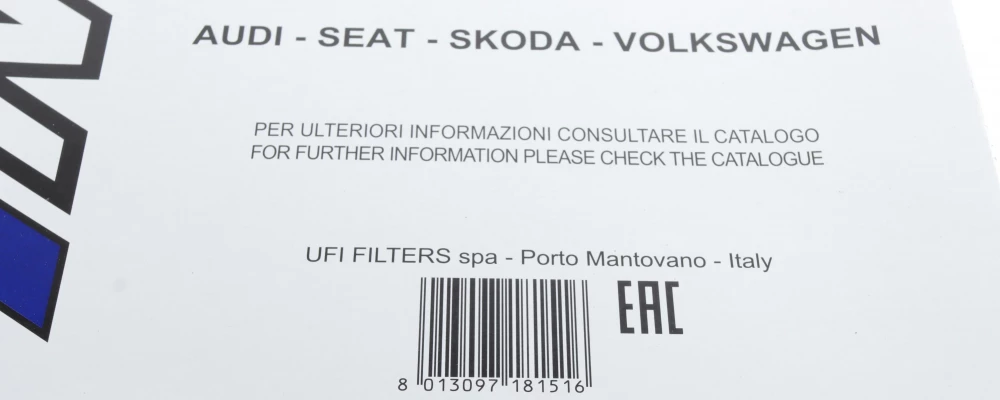 AUDI - SEAT - SKODA - VOLKSWAGEN
PER ULTERIORI INFORMAZIONI CONSULTARE IL CATALOGO
FOR FURTHER INFORMATION PLEASE CHECK THE CATALOGUE
UFI FILTERS spa - Porto Mantovano - Italy
EAC
8 013097 181516